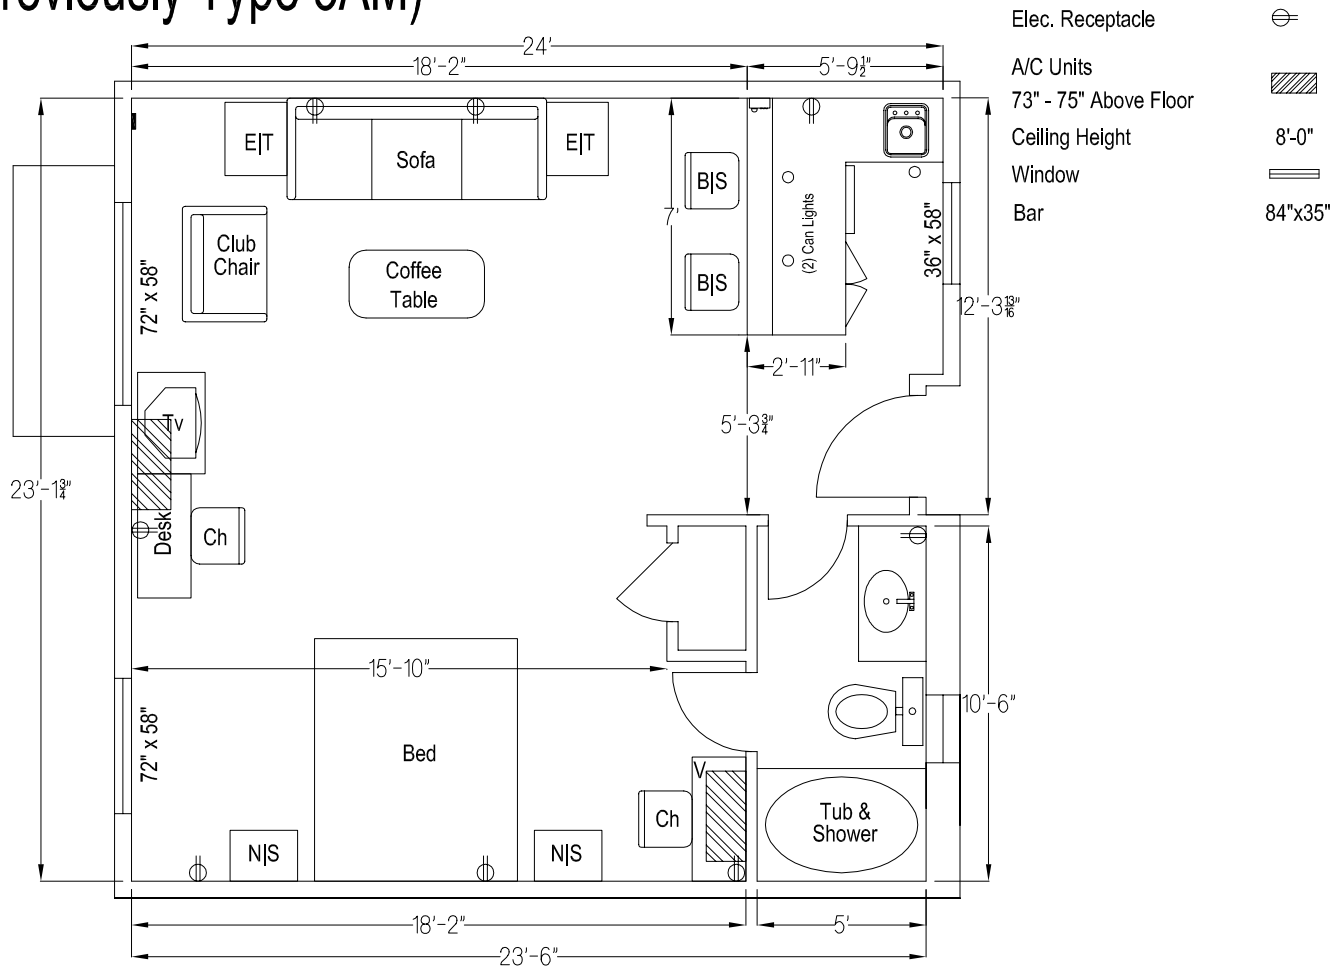 reviously Type 5AM)
Elec. Receptacle
A/C Units
73" - 75" Above Floor
Ceiling Height 8'-0"
Window
Bar 84"x35"
24'
18'-2" 5'-9½"
E|T Sofa E|T
B|S
7'
(2) Can Lights
36" x 58"
Club
Chair
72" x 58"
Coffee
Table
B|S
12'-3 13/16"
2'-11"
TV
5'-3¾"
23'-1¾"
Desk Ch
15'-10"
10'-6"
72" x 58"
Bed
V
Ch
Tub &
Shower
N|S N|S
18'-2" 5'
23'-6"